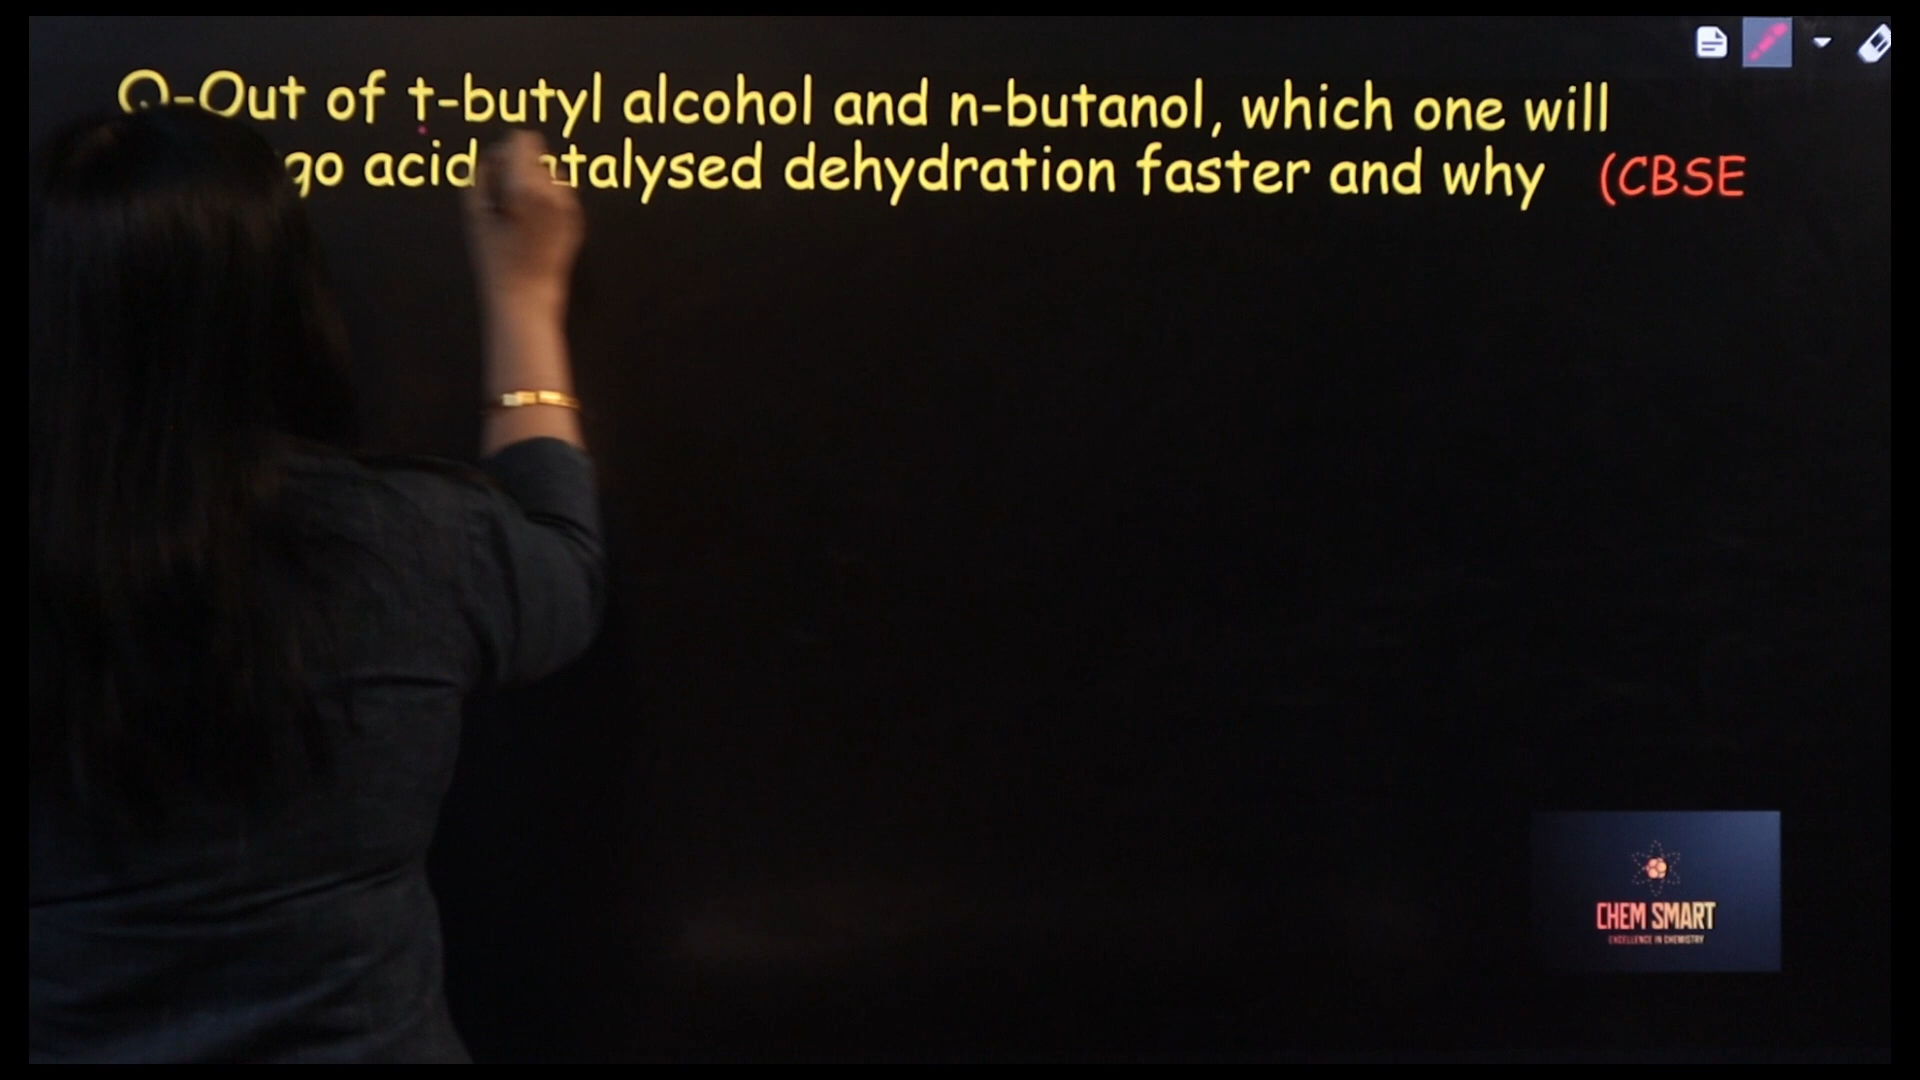 Q-Out of t-butyl alcohol and n-butanol, which one will
go acid atalysed dehydration faster and why (CBSE
CHEM SMART
EXCELLENCE IN CHEMISTRY